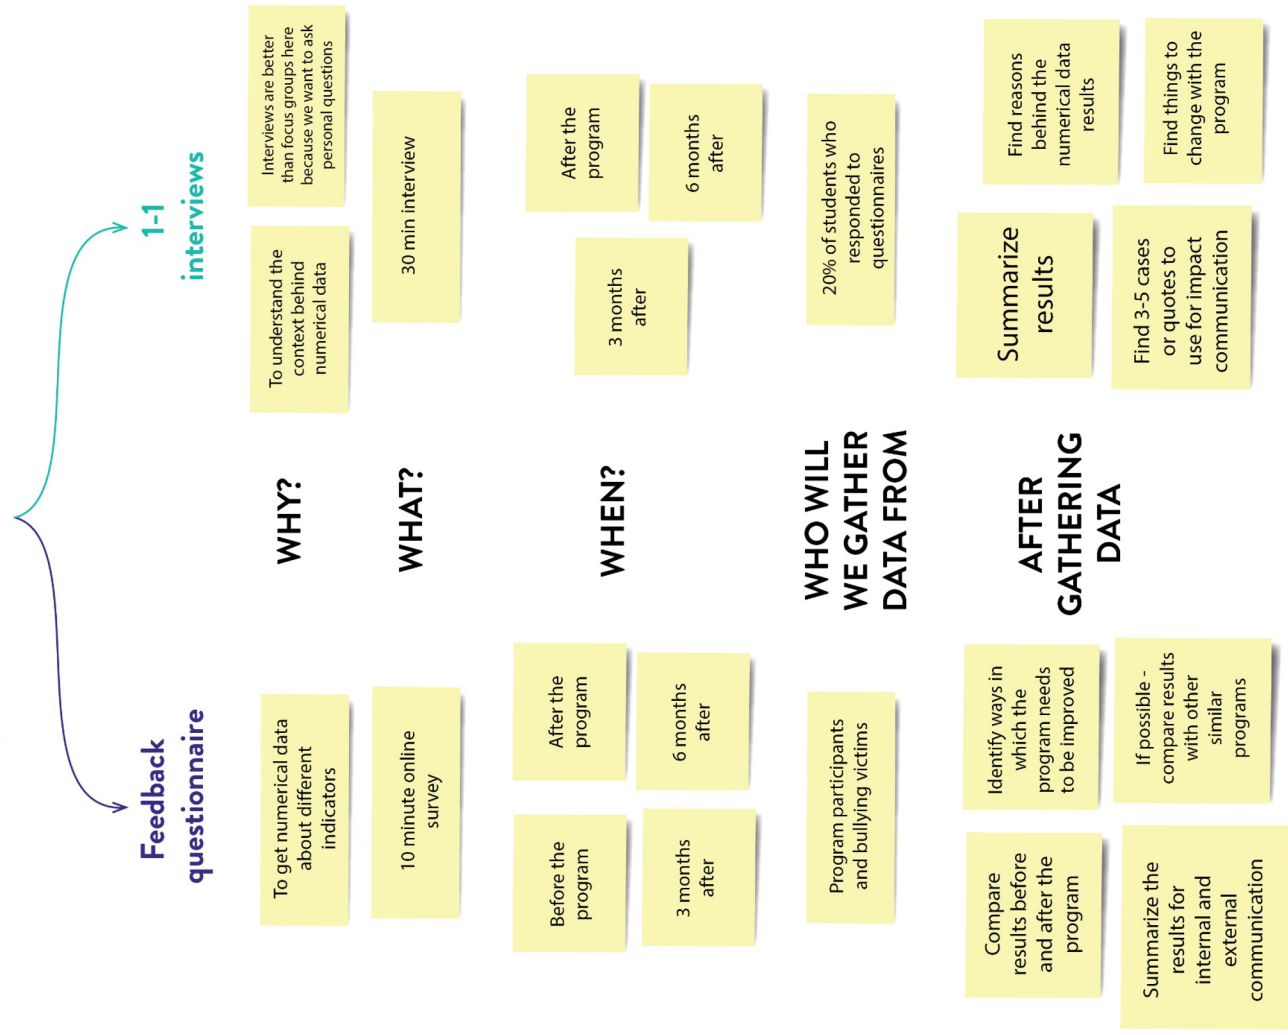 Feedback
questionnaire
1-1
interviews
WHY?
To get numerical data
about different
indicators
To understand the
context behind
numerical data
Interviews are better
than focus groups here
because we want to ask
personal questions
WHAT?
10 minute online
survey
30 min interview
WHEN?
Before the
program
After the
program
3 months
after
6 months
after
3 months
after
After the
program
6 months
after
WHO WILL
WE GATHER
DATA FROM
Program participants
and bullying victims
20% of students who
responded to
questionnaires
AFTER
GATHERING
DATA
Compare
results before
and after the
program
Identify ways in
which the
program needs
to be improved
Summarize the
results for
internal and
external
communication
If possible -
compare results
with other
similar
programs
Summarize
results
Find reasons
behind the
numerical data
results
Find 3-5 cases
or quotes to
use for impact
communication
Find things to
change with the
program